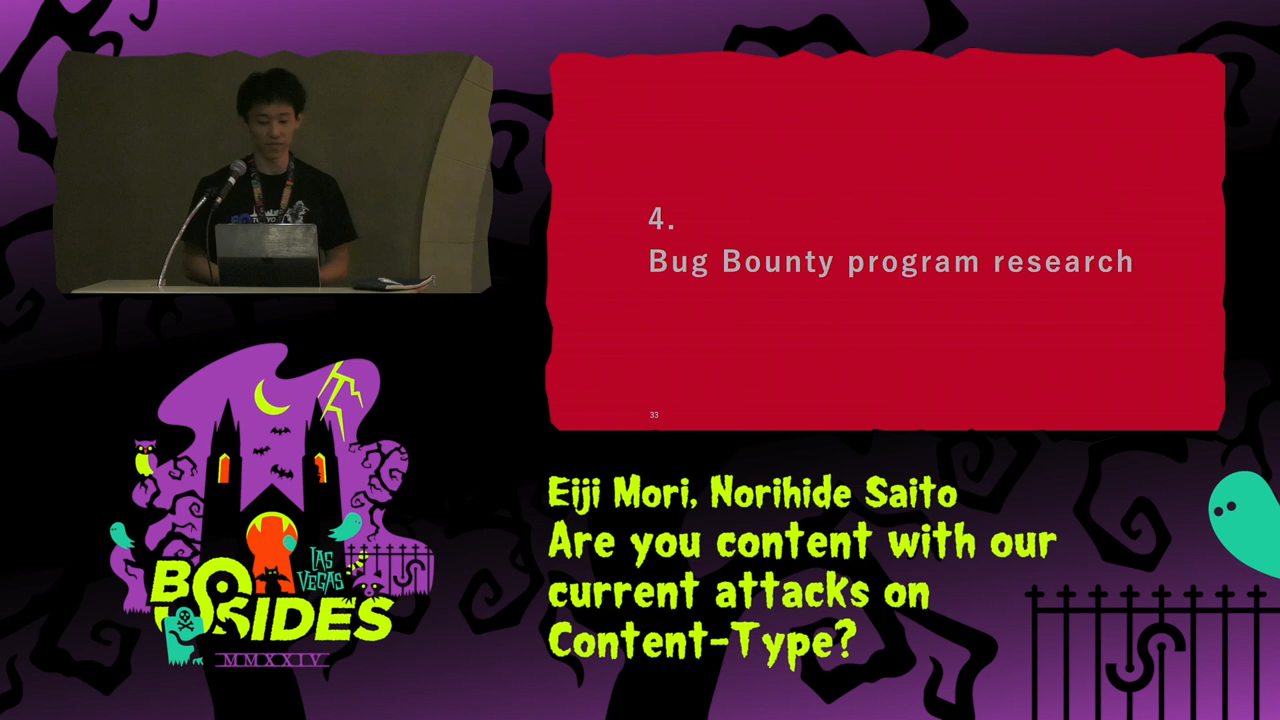 4.
Bug Bounty program research
33
Eiji Mori, Norihide Saito
Are you content with our
current attacks on
Content-Type?
LAS
VEGAS
BSIDES
MMXXIV